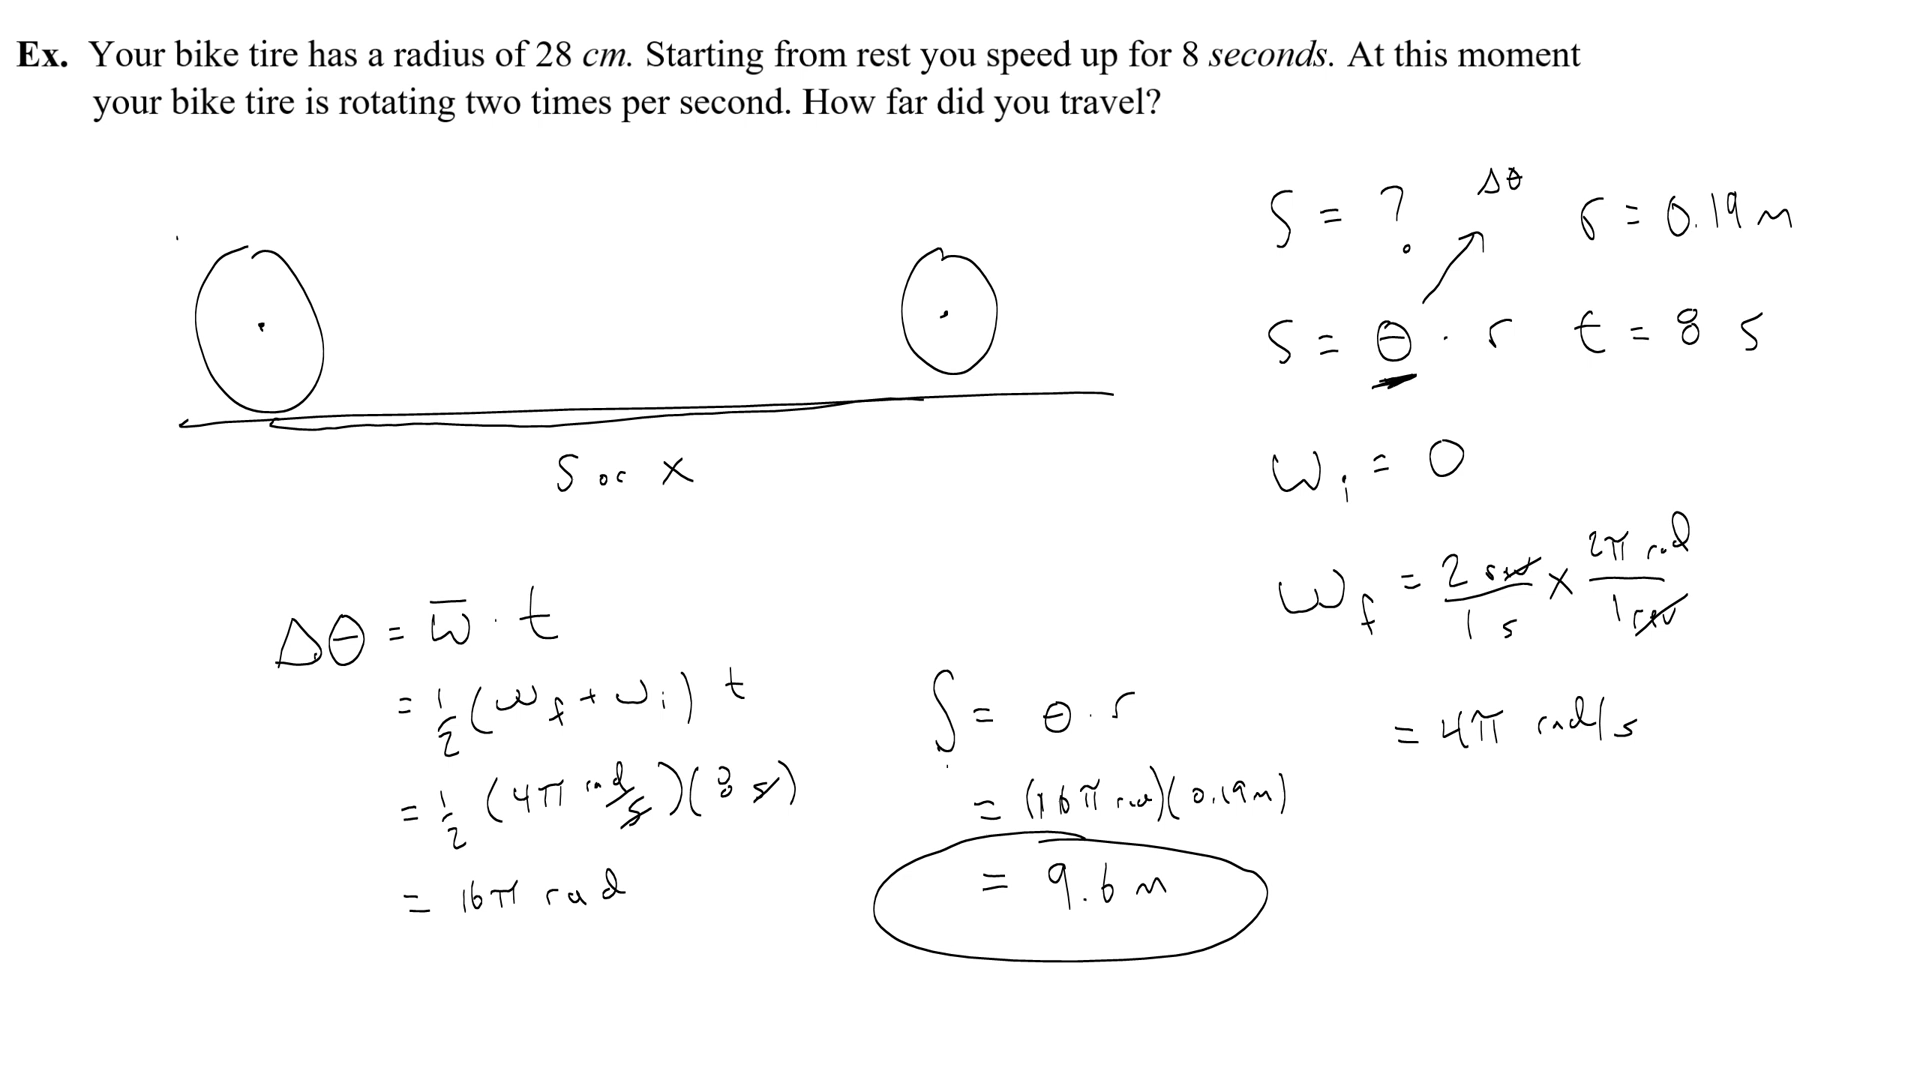 Ex. Your bike tire has a radius of 28 cm. Starting from rest you speed up for 8 seconds. At this moment
your bike tire is rotating two times per second. How far did you travel?
S = ? Δθ r = 0.19 m
S = θ · r t = 8 s
S or x
ω_i = 0
ω_f = 2 rev / 1 s × 2π rad / 1 rev
= 4π rad/s
Δθ = ω̅ · t
= 1/2 (ω_f + ω_i) t
= 1/2 (4π rad/s)(8 s)
= 16π rad
S = θ · r
= (16π rad)(0.19m)
= 9.6 m